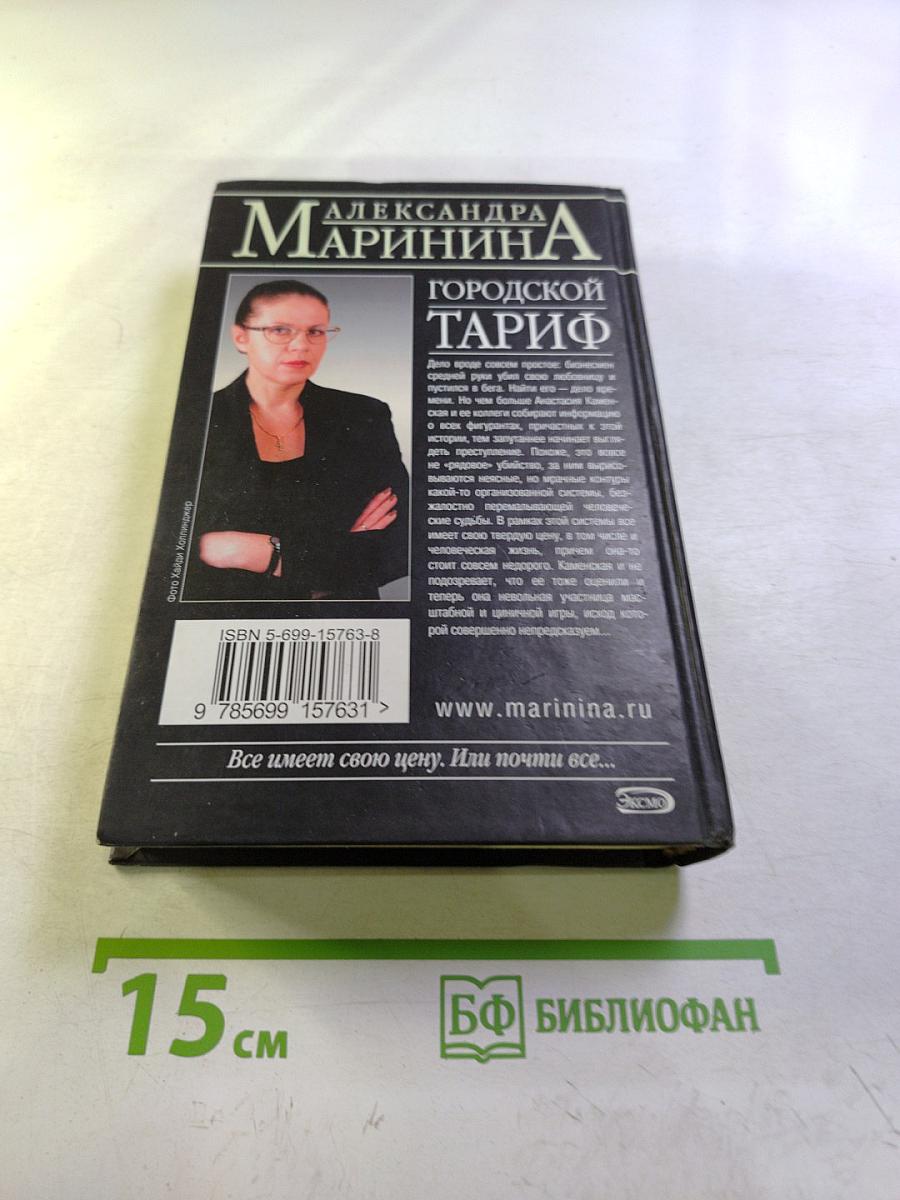 АЛЕКСАНДРА
МАРИНИНА
ГОРОДСКОЙ
ТАРИФ
Дело вроде совсем простое: бизнесмен
средней руки убил свою любовницу и
пустился в бега. Найти его — дело вре-
мени. Но чем больше Анастасия Камен-
ская и ее коллеги собирают информацию
о всех фигурантах, причастных к этой
истории, тем запутаннее начинает выгля-
деть преступление. Похоже, это вовсе
не «рядовое» убийство, за ним вырисо-
вываются неясные, но мрачные контуры
какой-то организованной системы, без-
жалостно перемалывающей человече-
ские судьбы. В рамках этой системы все
имеет свою твердую цену, в том числе и
человеческая жизнь, причем она-то
стоит совсем недорого. Каменская и не
подозревает, что ее тоже оценили и
теперь она невольная участница мас-
штабной и циничной игры, исход кото-
рой совершенно непредсказуем...
Фото Хайди Холлинджер
ISBN 5-699-15763-8
9 785699 157631 >
www.marinina.ru
Все имеет свою цену. Или почти все...
ЭКСМО
15 см
БФ БИБЛИОФАН